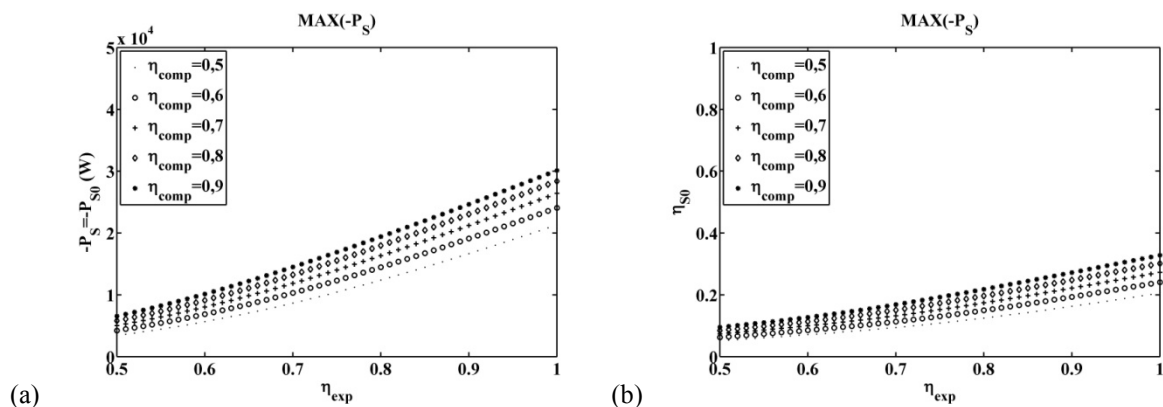 MAX(-P_S)
x 10^4
5
4
3
2
1
0
-P_S=-P_S0 (W)
η_comp=0,5
η_comp=0,6
η_comp=0,7
η_comp=0,8
η_comp=0,9
0.5 0.6 0.7 0.8 0.9 1
η_exp
(a)
MAX(-P_S)
1
0.8
0.6
0.4
0.2
0
η_S0
η_comp=0,5
η_comp=0,6
η_comp=0,7
η_comp=0,8
η_comp=0,9
0.5 0.6 0.7 0.8 0.9 1
η_exp
(b)